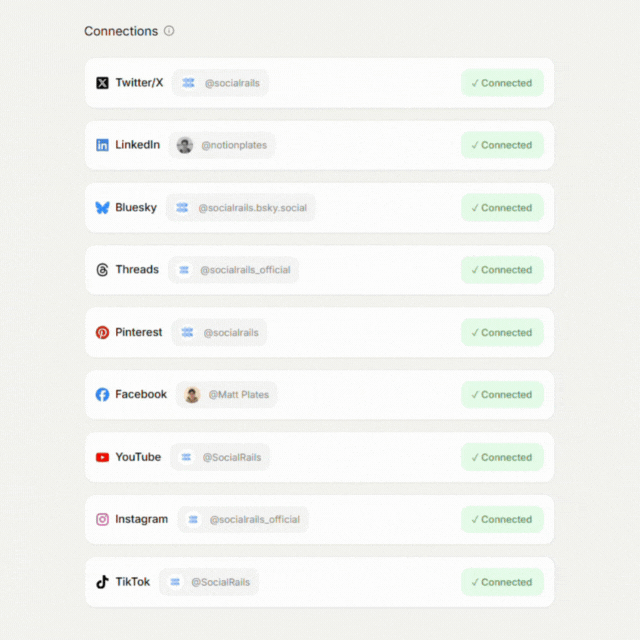 Connections
Twitter/X @socialrails ✓ Connected
LinkedIn @notionplates ✓ Connected
Bluesky @socialrails.bsky.social ✓ Connected
Threads @socialrails_official ✓ Connected
Pinterest @socialrails ✓ Connected
Facebook @Matt Plates ✓ Connected
YouTube @SocialRails ✓ Connected
Instagram @socialrails_official ✓ Connected
TikTok @SocialRails ✓ Connected